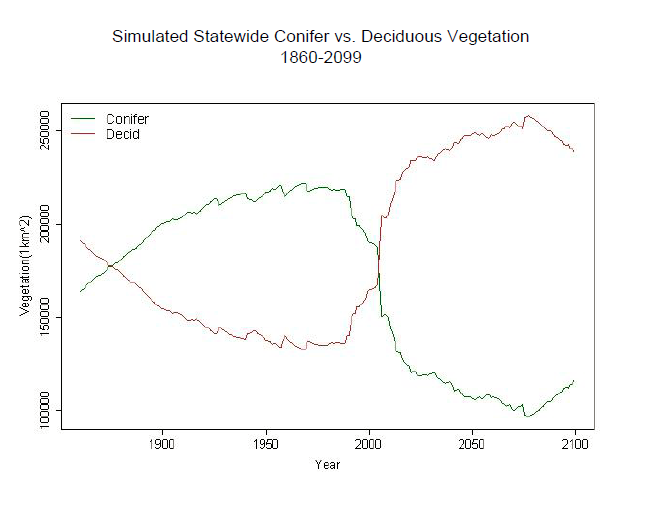 Simulated Statewide Conifer vs. Deciduous Vegetation
1860-2099
Conifer
Decid
Vegetation(1km^2)
250000
200000
150000
100000
1900 1950 2000 2050 2100
Year